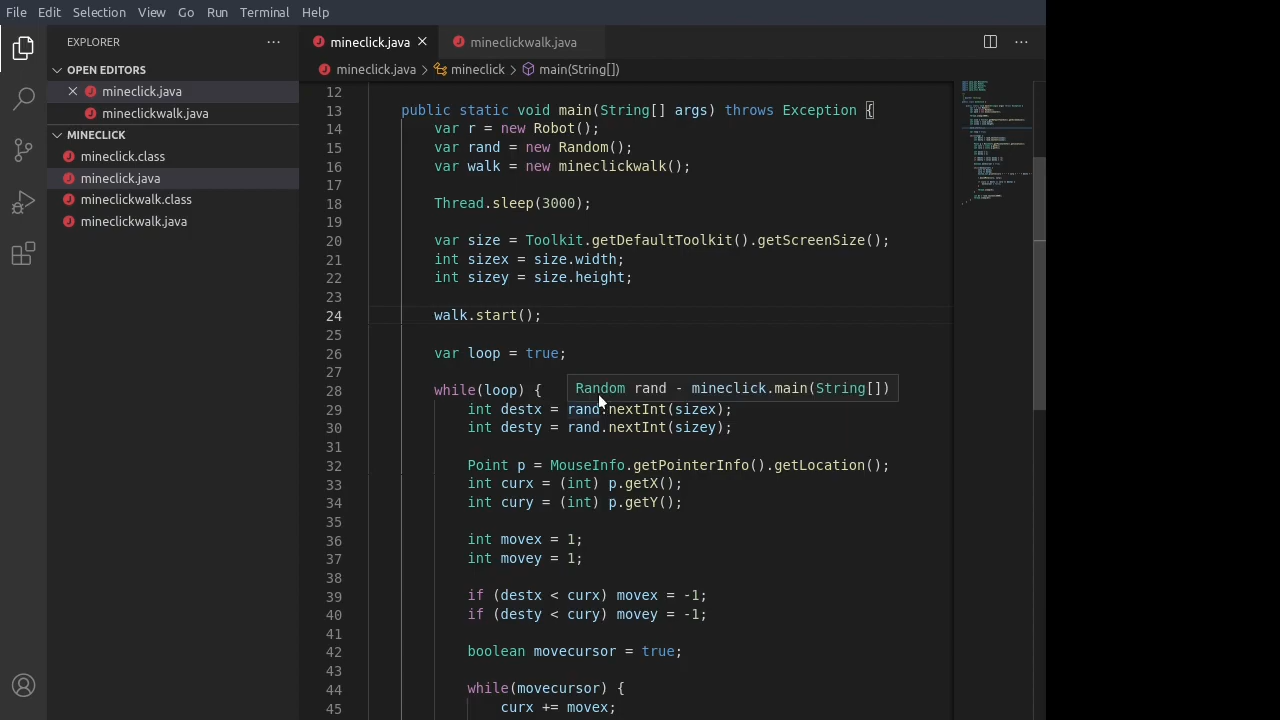 File Edit Selection View Go Run Terminal Help
EXPLORER
OPEN EDITORS
mineclick.java
mineclickwalk.java
MINECLICK
mineclick.class
mineclick.java
mineclickwalk.class
mineclickwalk.java
mineclick.java mineclickwalk.java
mineclick.java > mineclick > main(String[])
12
13 public static void main(String[] args) throws Exception {
14 var r = new Robot();
15 var rand = new Random();
16 var walk = new mineclickwalk();
17
18 Thread.sleep(3000);
19
20 var size = Toolkit.getDefaultToolkit().getScreenSize();
21 int sizex = size.width;
22 int sizey = size.height;
23
24 walk.start();
25
26 var loop = true;
27
28 while(loop) {
Random rand - mineclick.main(String[])
29 int destx = rand.nextInt(sizex);
30 int desty = rand.nextInt(sizey);
31
32 Point p = MouseInfo.getPointerInfo().getLocation();
33 int curx = (int) p.getX();
34 int cury = (int) p.getY();
35
36 int movex = 1;
37 int movey = 1;
38
39 if (destx < curx) movex = -1;
40 if (desty < cury) movey = -1;
41
42 boolean movecursor = true;
43
44 while(movecursor) {
45 curx += movex;